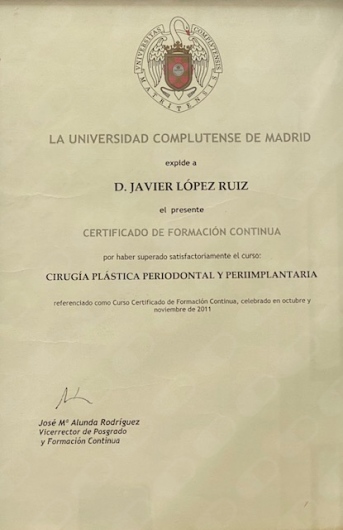 UNIVERSITAS COMPLUTENSIS
MATRITENSIS
LA UNIVERSIDAD COMPLUTENSE DE MADRID
expide a
D. JAVIER LÓPEZ RUIZ
el presente
CERTIFICADO DE FORMACIÓN CONTINUA
por haber superado satisfactoriamente el curso:
CIRUGÍA PLÁSTICA PERIODONTAL Y PERIIMPLANTARIA
referenciado como Curso Certificado de Formación Continua, celebrado en octubre y
noviembre de 2011
José Mª Alunda Rodríguez
Vicerrector de Posgrado
y Formación Continua